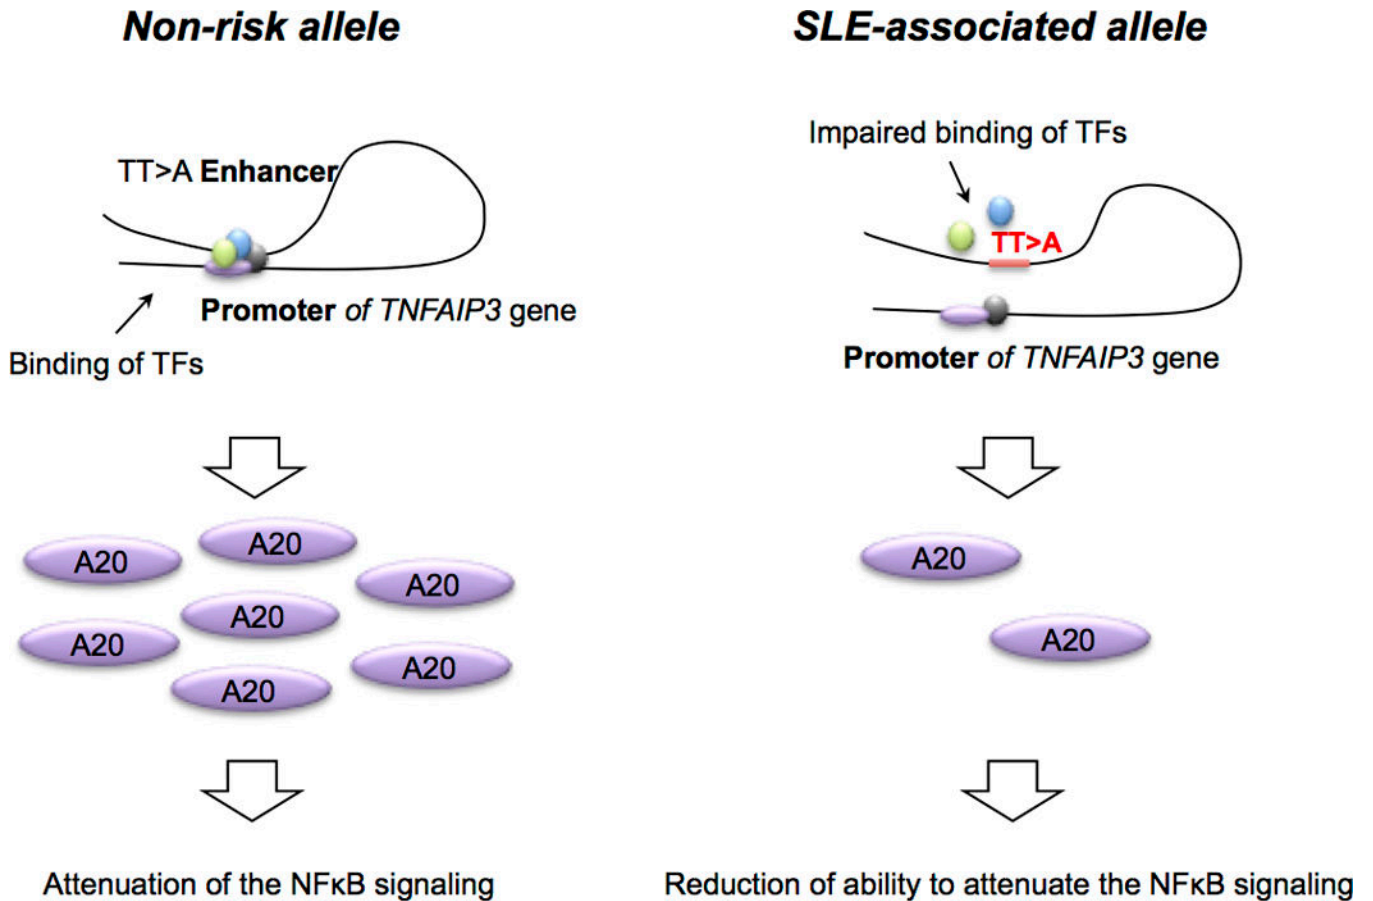 Non-risk allele
TT>A Enhancer
Promoter of TNFAIP3 gene
Binding of TFs
A20
A20
A20
A20
A20
A20
A20
Attenuation of the NFκB signaling
SLE-associated allele
Impaired binding of TFs
TT>A
Promoter of TNFAIP3 gene
A20
A20
Reduction of ability to attenuate the NFκB signaling